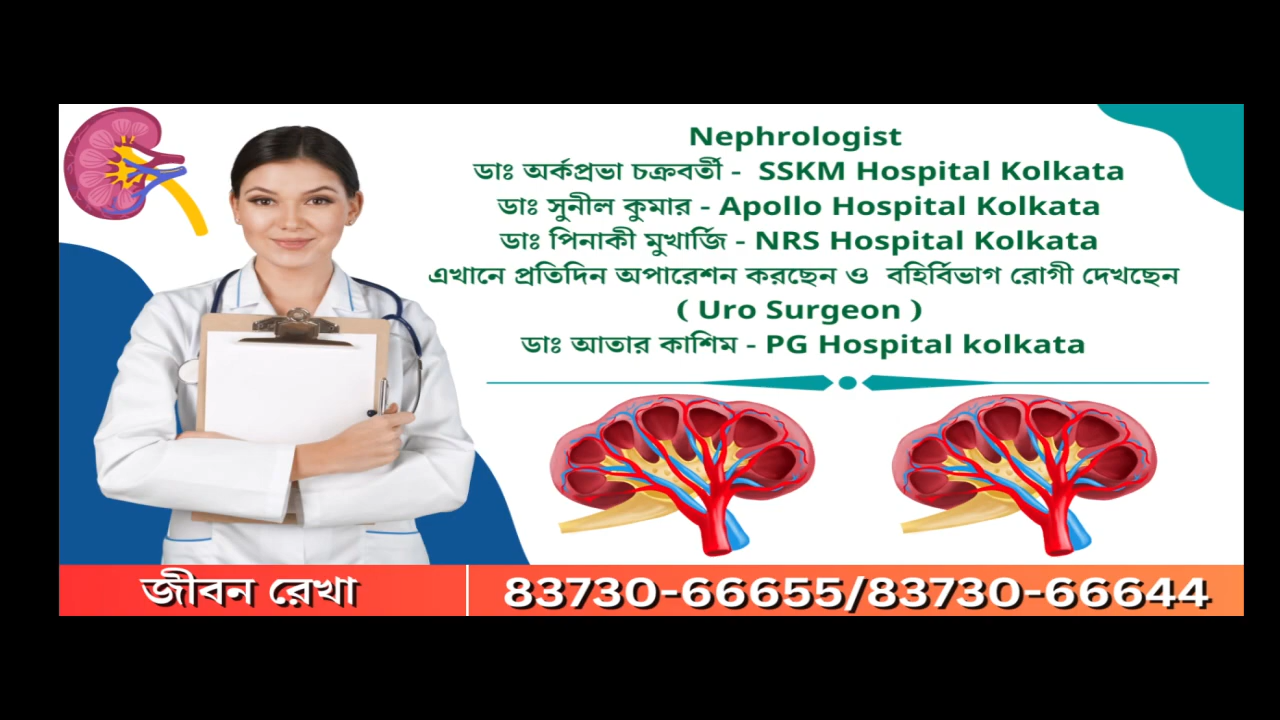 Nephrologist
ডাঃ অর্কপ্রভা চক্রবর্তী - SSKM Hospital Kolkata
ডাঃ সুনীল কুমার - Apollo Hospital Kolkata
ডাঃ পিনাকী মুখার্জি - NRS Hospital Kolkata
এখানে প্রতিদিন অপারেশন করছেন ও বহির্বিভাগ রোগী দেখছেন
( Uro Surgeon )
ডাঃ আতার কাশিম - PG Hospital kolkata
জীবন রেখা
83730-66655/83730-66644